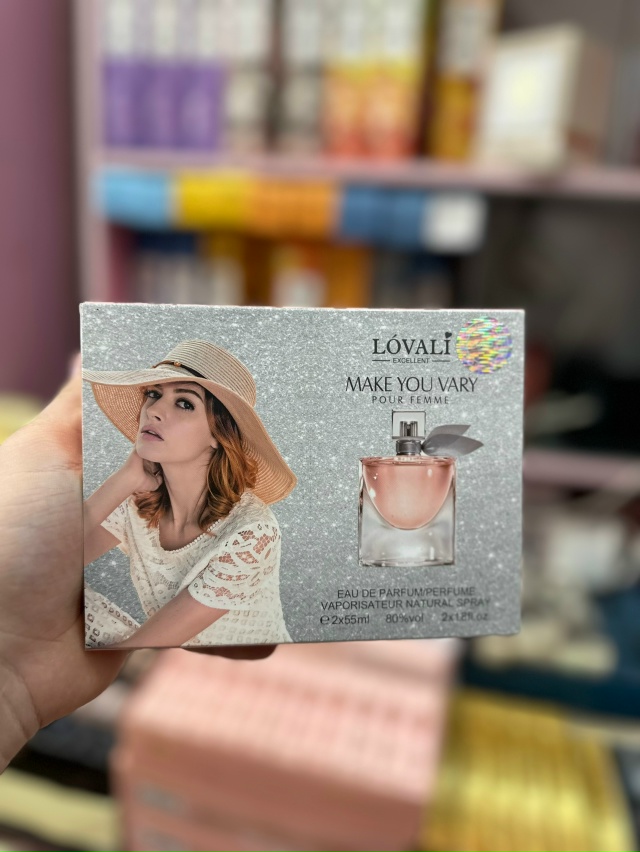 LÓVALİ
EXCELLENT
MAKE YOU VARY
POUR FEMME
EAU DE PARFUM/PERFUME
VAPORISATEUR NATURAL SPRAY
℮ 2x55ml 80%vol 2x1.8fl.oz